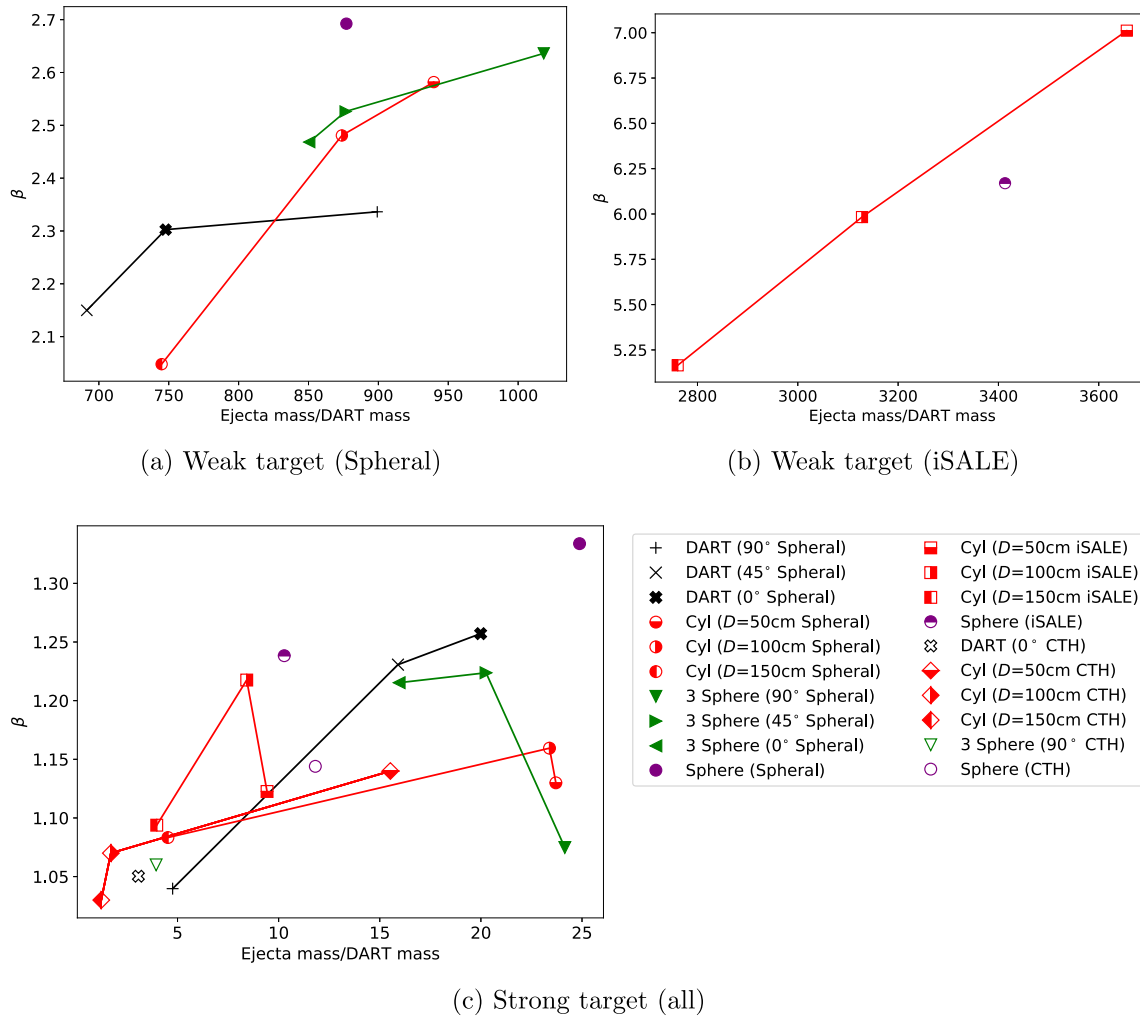 2.7
2.6
2.5
2.4
2.3
2.2
2.1
β
700 750 800 850 900 950 1000
Ejecta mass/DART mass
(a) Weak target (Spheral)
7.00
6.75
6.50
6.25
6.00
5.75
5.50
5.25
β
2800 3000 3200 3400 3600
Ejecta mass/DART mass
(b) Weak target (iSALE)
1.30
1.25
1.20
1.15
1.10
1.05
β
5 10 15 20 25
Ejecta mass/DART mass
DART (90° Spheral)
DART (45° Spheral)
DART (0° Spheral)
Cyl (D=50cm Spheral)
Cyl (D=100cm Spheral)
Cyl (D=150cm Spheral)
3 Sphere (90° Spheral)
3 Sphere (45° Spheral)
3 Sphere (0° Spheral)
Sphere (Spheral)
Cyl (D=50cm iSALE)
Cyl (D=100cm iSALE)
Cyl (D=150cm iSALE)
Sphere (iSALE)
DART (0° CTH)
Cyl (D=50cm CTH)
Cyl (D=100cm CTH)
Cyl (D=150cm CTH)
3 Sphere (90° CTH)
Sphere (CTH)
(c) Strong target (all)